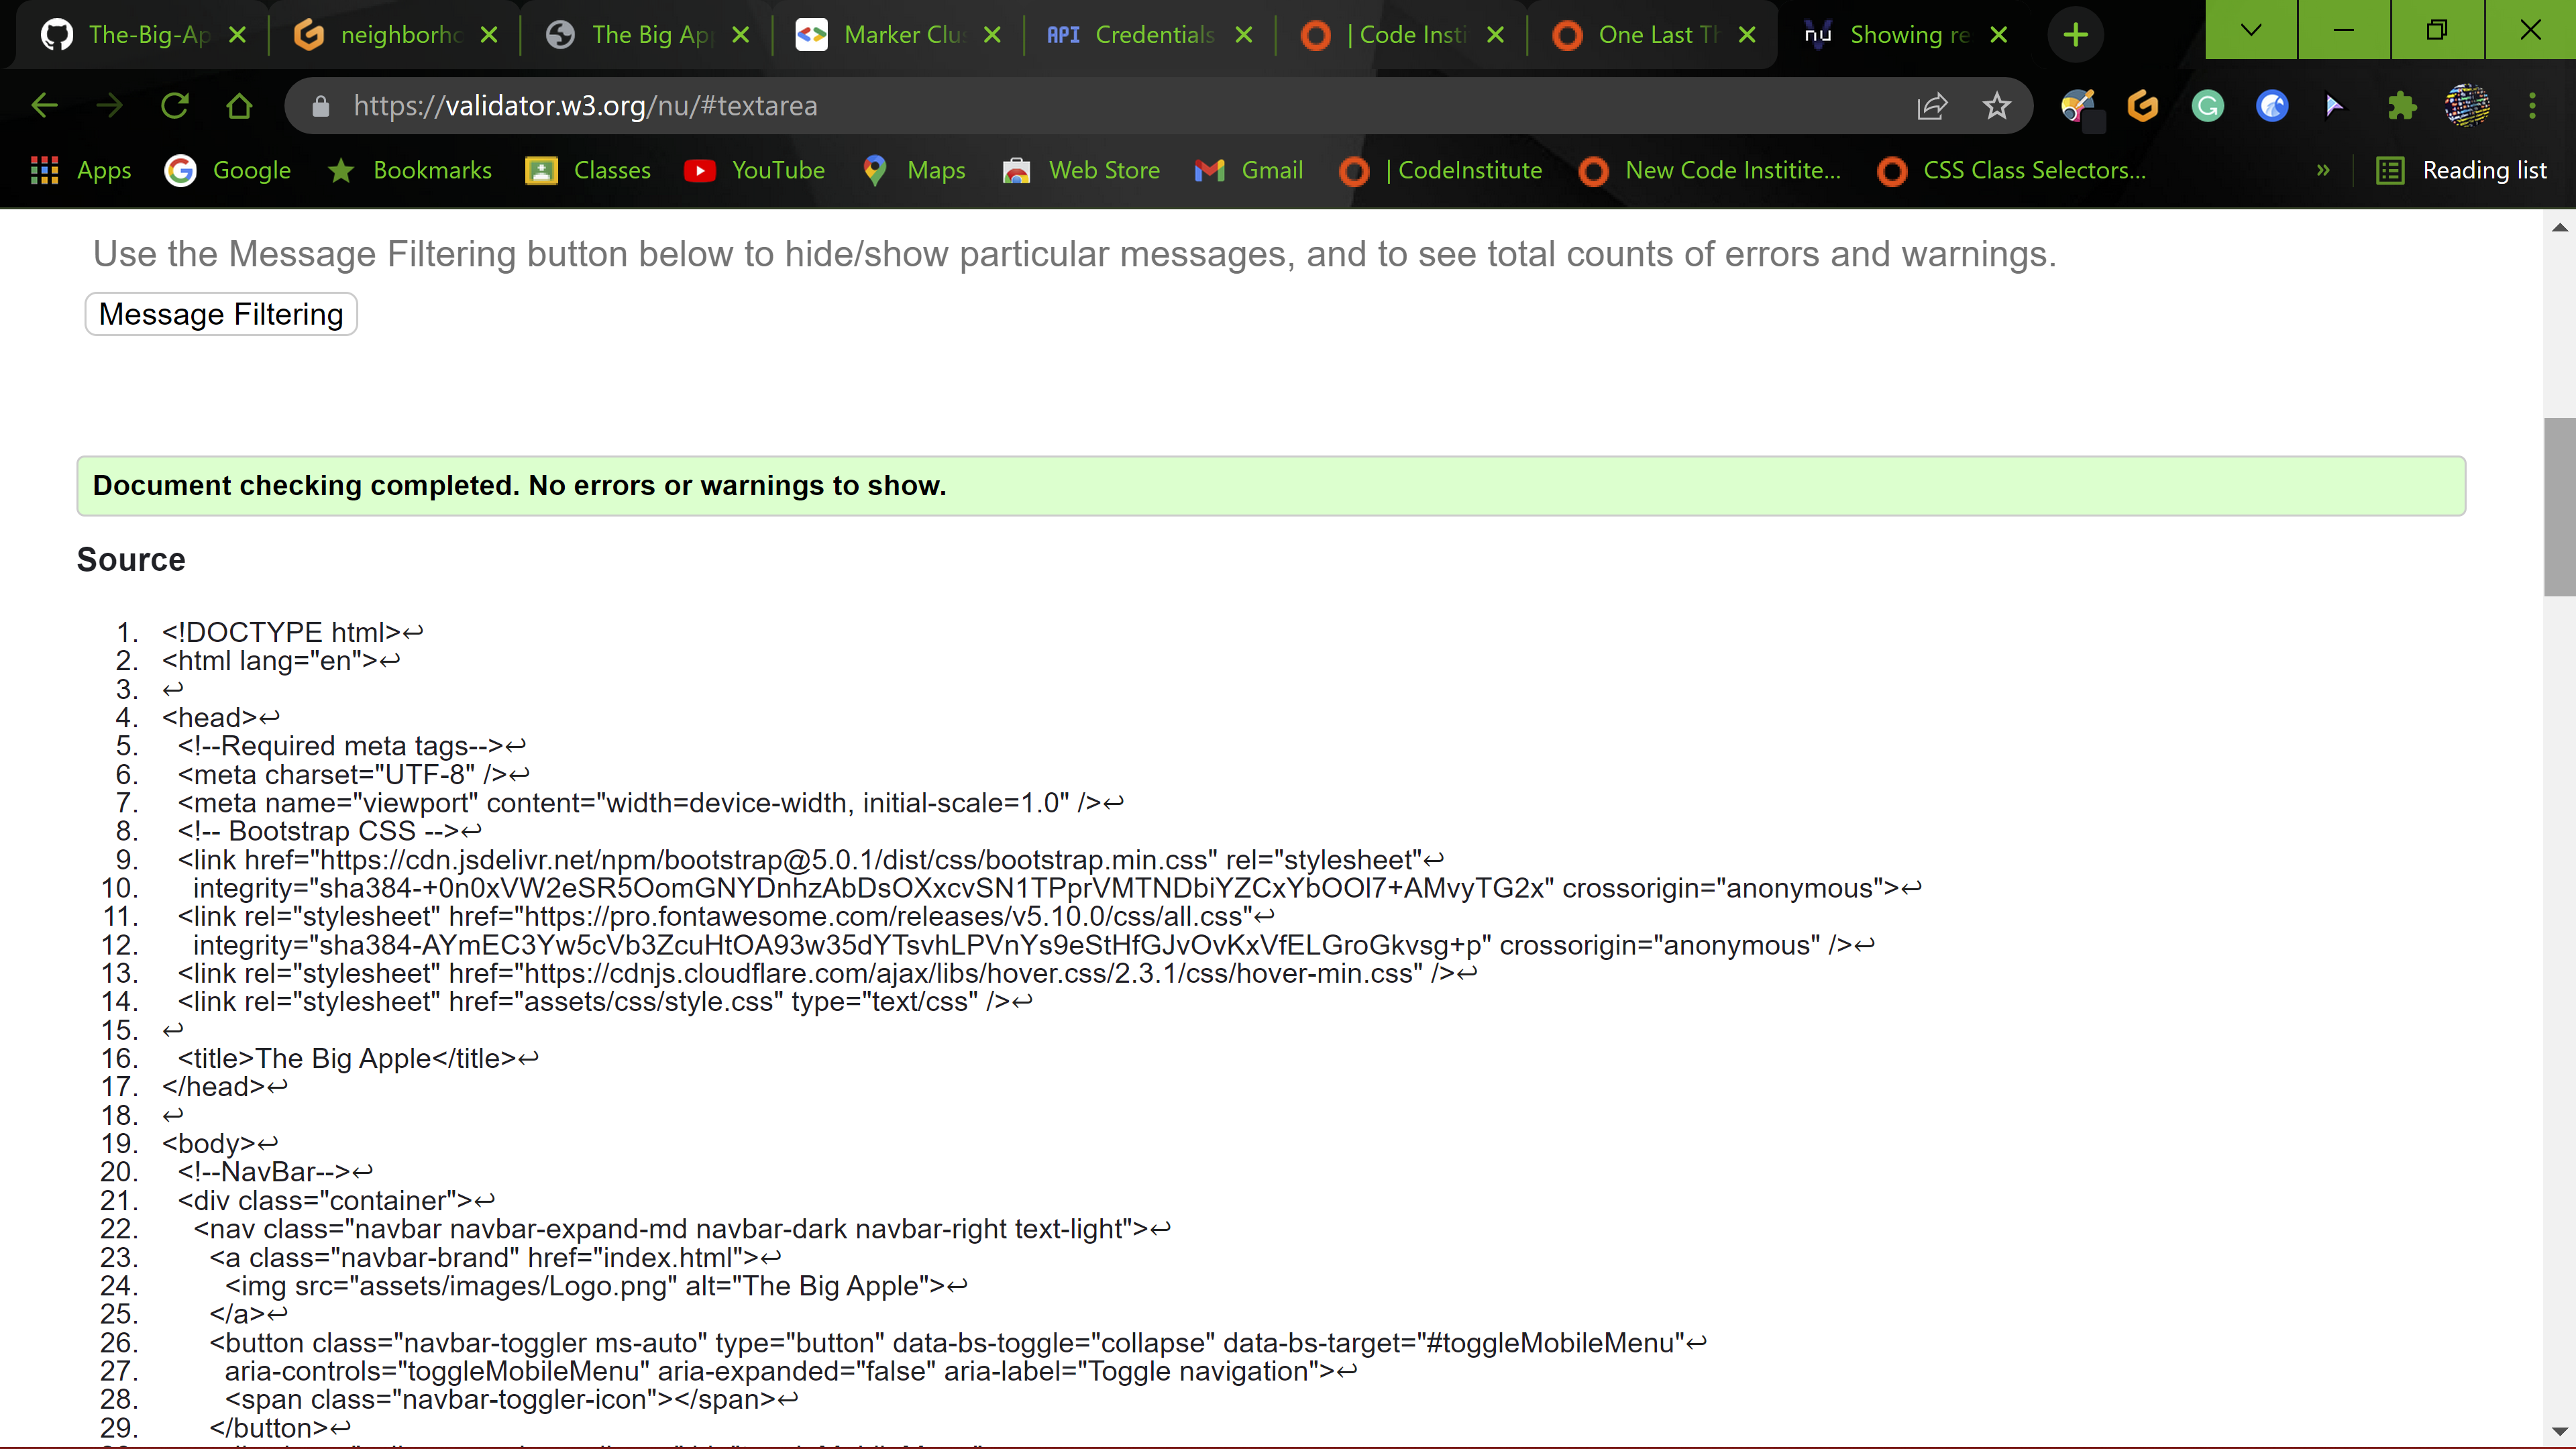 The-Big-Ap
neighborho
The Big App
Marker Clus
API Credentials
| Code Insti
One Last Th
nu Showing re
https://validator.w3.org/nu/#textarea
Apps Google Bookmarks Classes YouTube Maps Web Store Gmail | CodeInstitute New Code Institite... CSS Class Selectors... » Reading list
Use the Message Filtering button below to hide/show particular messages, and to see total counts of errors and warnings.
Message Filtering
Document checking completed. No errors or warnings to show.
Source
1. <!DOCTYPE html>↩
2. <html lang="en">↩
3. ↩
4. <head>↩
5. <!--Required meta tags-->↩
6. <meta charset="UTF-8" />↩
7. <meta name="viewport" content="width=device-width, initial-scale=1.0" />↩
8. <!-- Bootstrap CSS -->↩
9. <link href="https://cdn.jsdelivr.net/npm/bootstrap@5.0.1/dist/css/bootstrap.min.css" rel="stylesheet"↩
10. integrity="sha384-+0n0xVW2eSR5OomGNYDnhzAbDsOXxcvSN1TPprVMTNDbiYZCxYbOOl7+AMvyTG2x" crossorigin="anonymous">↩
11. <link rel="stylesheet" href="https://pro.fontawesome.com/releases/v5.10.0/css/all.css"↩
12. integrity="sha384-AYmEC3Yw5cVb3ZcuHtOA93w35dYTsvhLPVnYs9eStHfGJvOvKxVfELGroGkvsg+p" crossorigin="anonymous" />↩
13. <link rel="stylesheet" href="https://cdnjs.cloudflare.com/ajax/libs/hover.css/2.3.1/css/hover-min.css" />↩
14. <link rel="stylesheet" href="assets/css/style.css" type="text/css" />↩
15. ↩
16. <title>The Big Apple</title>↩
17. </head>↩
18. ↩
19. <body>↩
20. <!--NavBar-->↩
21. <div class="container">↩
22. <nav class="navbar navbar-expand-md navbar-dark navbar-right text-light">↩
23. <a class="navbar-brand" href="index.html">↩
24. <img src="assets/images/Logo.png" alt="The Big Apple">↩
25. </a>↩
26. <button class="navbar-toggler ms-auto" type="button" data-bs-toggle="collapse" data-bs-target="#toggleMobileMenu"↩
27. aria-controls="toggleMobileMenu" aria-expanded="false" aria-label="Toggle navigation">↩
28. <span class="navbar-toggler-icon"></span>↩
29. </button>↩